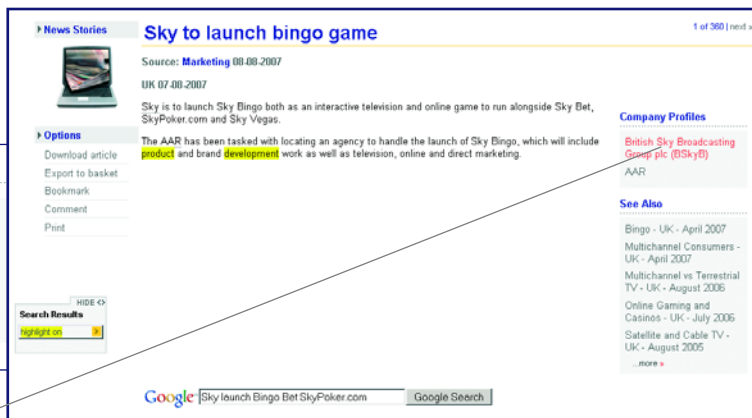 News Stories
Sky to launch bingo game
1 of 360 | next »
Source: Marketing 08-08-2007
UK 07-08-2007
Sky is to launch Sky Bingo both as an interactive television and online game to run alongside Sky Bet,
SkyPoker.com and Sky Vegas.
The AAR has been tasked with locating an agency to handle the launch of Sky Bingo, which will include
product and brand development work as well as television, online and direct marketing.
Options
Download article
Export to basket
Bookmark
Comment
Print
HIDE <>
Search Results
highlight on
Company Profiles
British Sky Broadcasting
Group plc (BSkyB)
AAR
See Also
Bingo - UK - April 2007
Multichannel Consumers -
UK - April 2007
Multichannel vs Terrestrial
TV - UK - August 2006
Online Gaming and
Casinos - UK - July 2006
Satellite and Cable TV -
UK - August 2005
...more »
Google Sky launch Bingo Bet SkyPoker.com Google Search